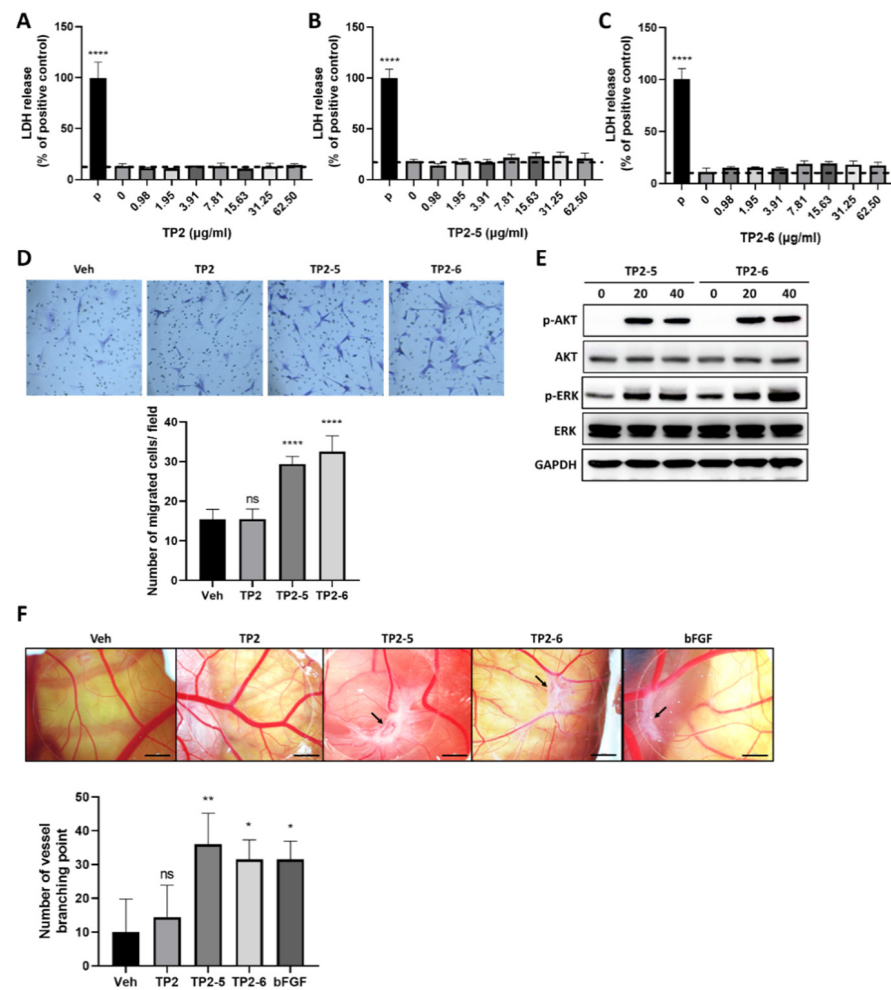 A
B
C
LDH release
(% of positive control)
150
100
50
0
****
P
0
0.98
1.95
3.91
7.81
15.63
31.25
62.50
TP2 (µg/ml)
LDH release
(% of positive control)
150
100
50
0
****
P
0
0.98
1.95
3.91
7.81
15.63
31.25
62.50
TP2-5 (µg/ml)
LDH release
(% of positive control)
150
100
50
0
****
P
0
0.98
1.95
3.91
7.81
15.63
31.25
62.50
TP2-6 (µg/ml)
D
Veh TP2 TP2-5 TP2-6
Number of migrated cells/ field
40
30
20
10
0
ns
****
****
Veh TP2 TP2-5 TP2-6
E
TP2-5 TP2-6
0 20 40 0 20 40
p-AKT
AKT
p-ERK
ERK
GAPDH
F
Veh TP2 TP2-5 TP2-6 bFGF
Number of vessel
branching point
50
40
30
20
10
0
ns
**
*
*
Veh TP2 TP2-5 TP2-6 bFGF